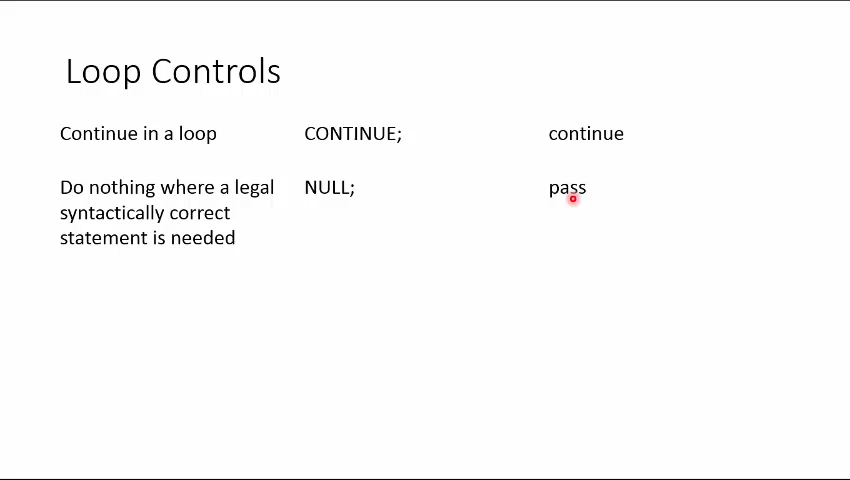 Loop Controls
Continue in a loop CONTINUE; continue
Do nothing where a legal NULL; pass
syntactically correct
statement is needed